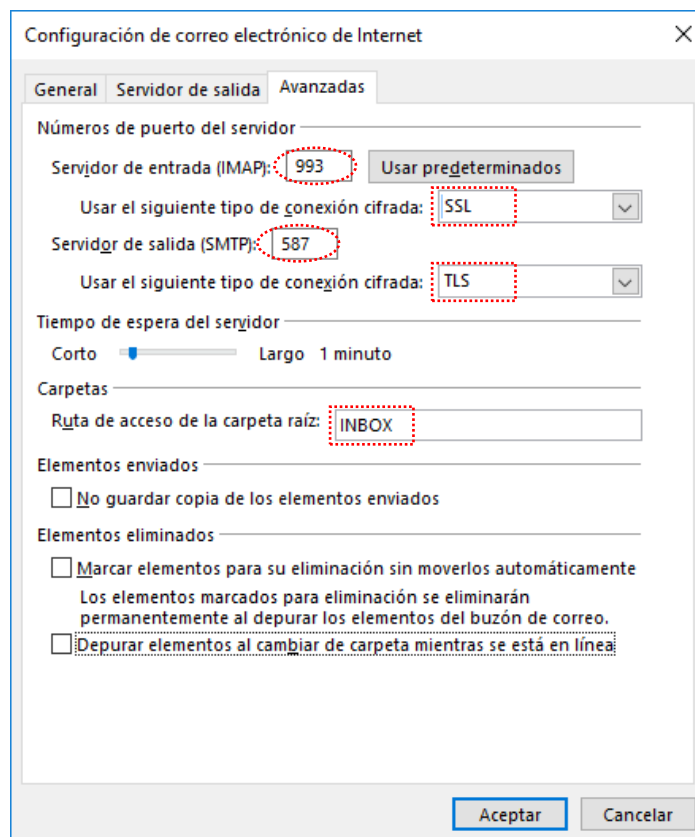 Configuración de correo electrónico de Internet
General Servidor de salida Avanzadas
Números de puerto del servidor
Servidor de entrada (IMAP): 993 Usar predeterminados
Usar el siguiente tipo de conexión cifrada: SSL
Servidor de salida (SMTP): 587
Usar el siguiente tipo de conexión cifrada: TLS
Tiempo de espera del servidor
Corto Largo 1 minuto
Carpetas
Ruta de acceso de la carpeta raíz: INBOX
Elementos enviados
No guardar copia de los elementos enviados
Elementos eliminados
Marcar elementos para su eliminación sin moverlos automáticamente
Los elementos marcados para eliminación se eliminarán
permanentemente al depurar los elementos del buzón de correo.
Depurar elementos al cambiar de carpeta mientras se está en línea
Aceptar Cancelar